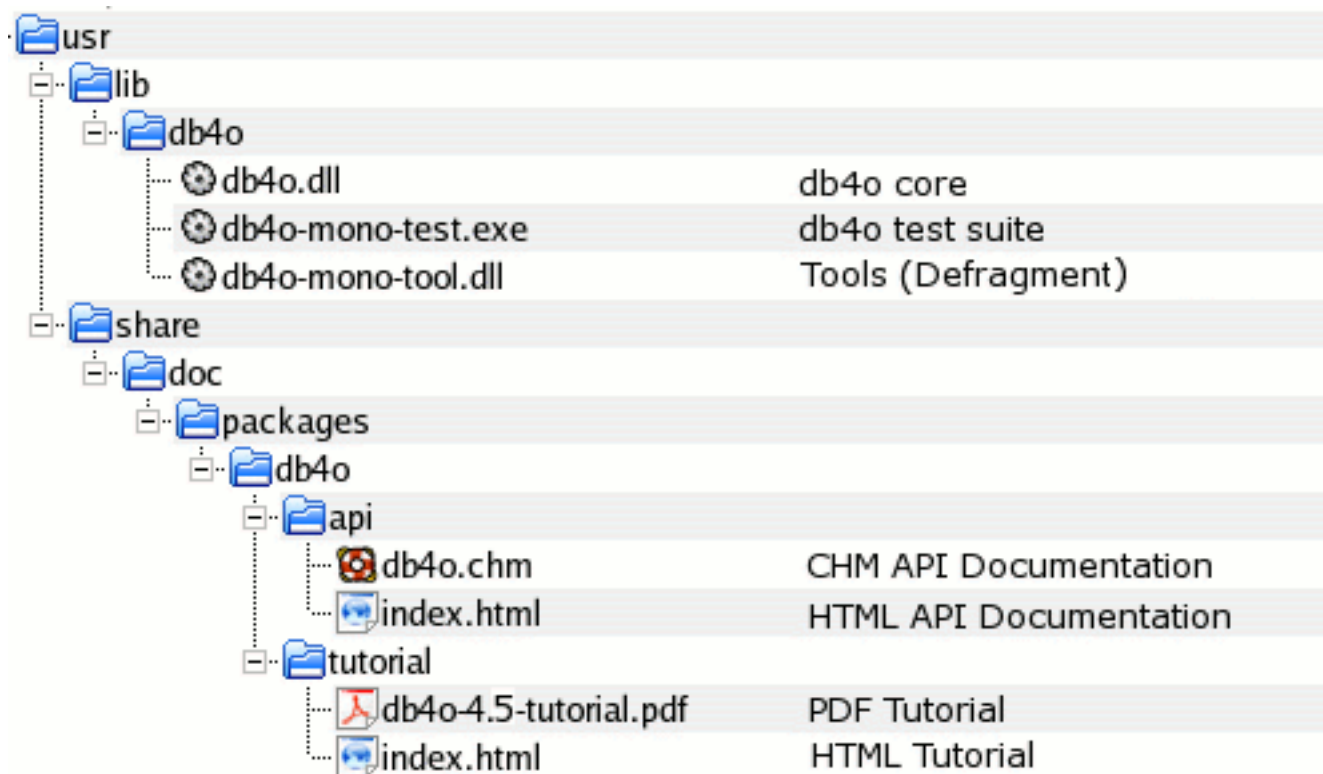 usr
lib
db4o
db4o.dll db4o core
db4o-mono-test.exe db4o test suite
db4o-mono-tool.dll Tools (Defragment)
share
doc
packages
db4o
api
db4o.chm CHM API Documentation
index.html HTML API Documentation
tutorial
db4o-4.5-tutorial.pdf PDF Tutorial
index.html HTML Tutorial